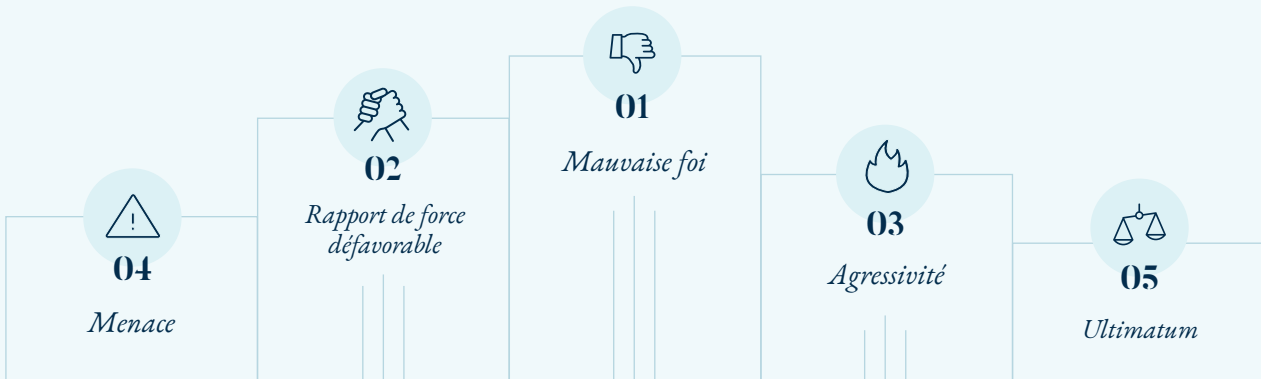 04
Menace
02
Rapport de force
défavorable
01
Mauvaise foi
03
Agressivité
05
Ultimatum